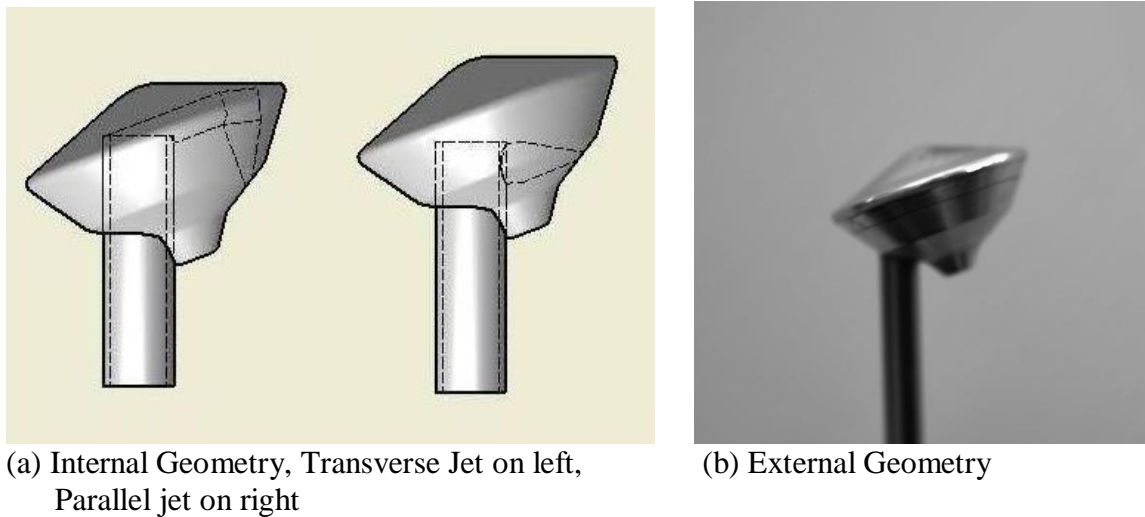 (a) Internal Geometry, Transverse Jet on left,
Parallel jet on right
(b) External Geometry